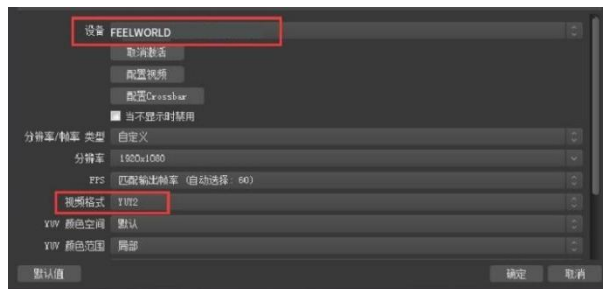 设备 FEELWORLD
取消激活
配置视频
配置Crossbar
当不显示时禁用
分辨率/帧率 类型 自定义
分辨率 1920x1080
FPS 匹配输出帧率 (自动选择: 60)
视频格式 YUY2
YUV 颜色空间 默认
YUV 颜色范围 局部
默认值 确定 取消